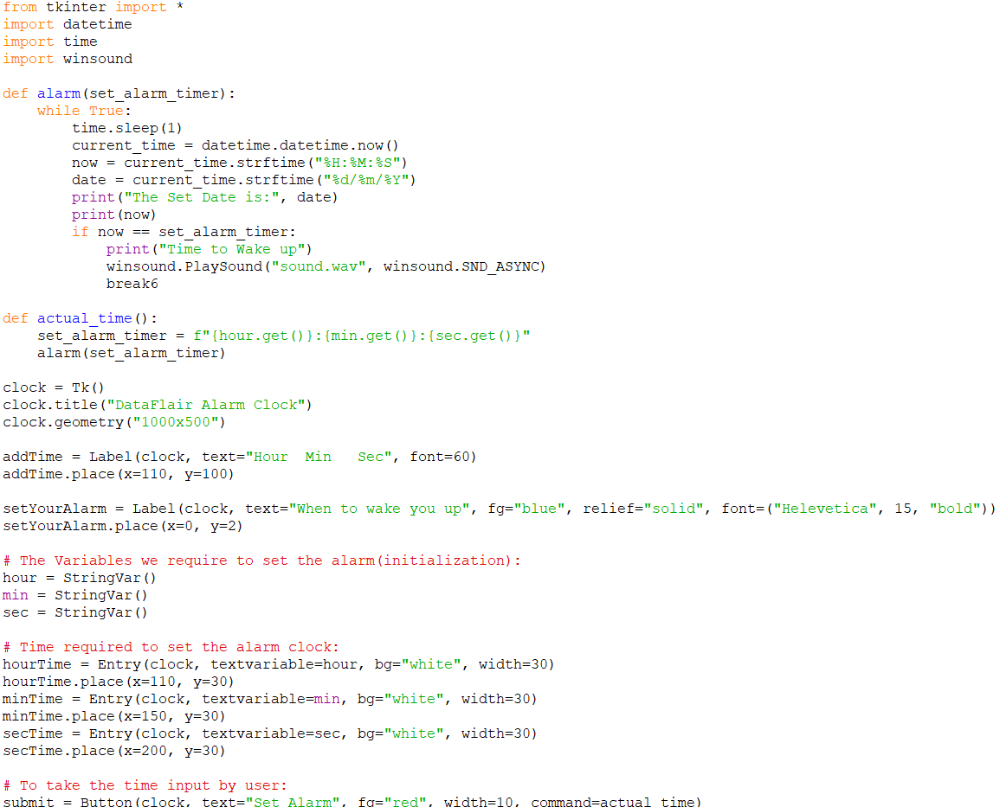 from tkinter import *
import datetime
import time
import winsound

def alarm(set_alarm_timer):
    while True:
        time.sleep(1)
        current_time = datetime.datetime.now()
        now = current_time.strftime("%H:%M:%S")
        date = current_time.strftime("%d/%m/%Y")
        print("The Set Date is:", date)
        print(now)
        if now == set_alarm_timer:
            print("Time to Wake up")
            winsound.PlaySound("sound.wav", winsound.SND_ASYNC)
            break6

def actual_time():
    set_alarm_timer = f"{hour.get()}:{min.get()}:{sec.get()}"
    alarm(set_alarm_timer)

clock = Tk()
clock.title("DataFlair Alarm Clock")
clock.geometry("1000x500")

addTime = Label(clock, text="Hour  Min   Sec", font=60)
addTime.place(x=110, y=100)

setYourAlarm = Label(clock, text="When to wake you up", fg="blue", relief="solid", font=("Helevetica", 15, "bold"))
setYourAlarm.place(x=0, y=2)

# The Variables we require to set the alarm(initialization):
hour = StringVar()
min = StringVar()
sec = StringVar()

# Time required to set the alarm clock:
hourTime = Entry(clock, textvariable=hour, bg="white", width=30)
hourTime.place(x=110, y=30)
minTime = Entry(clock, textvariable=min, bg="white", width=30)
minTime.place(x=150, y=30)
secTime = Entry(clock, textvariable=sec, bg="white", width=30)
secTime.place(x=200, y=30)

# To take the time input by user:
submit = Button(clock, text="Set Alarm", fg="red", width=10, command=actual_time)